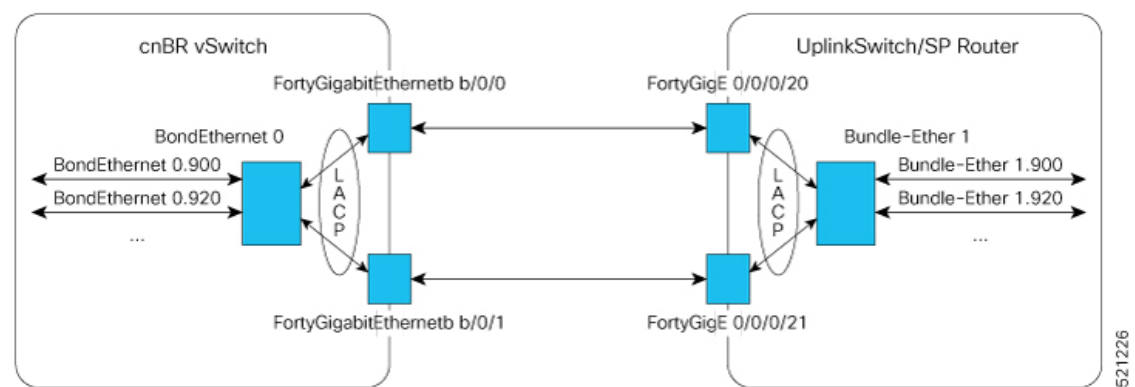 cnBR vSwitch
UplinkSwitch/SP Router
FortyGigabitEthernetb b/0/0
FortyGigE 0/0/0/20
BondEthernet 0
Bundle-Ether 1
BondEthernet 0.900
BondEthernet 0.920
...
LACP
LACP
Bundle-Ether 1.900
Bundle-Ether 1.920
...
FortyGigabitEthernetb b/0/1
FortyGigE 0/0/0/21
521226